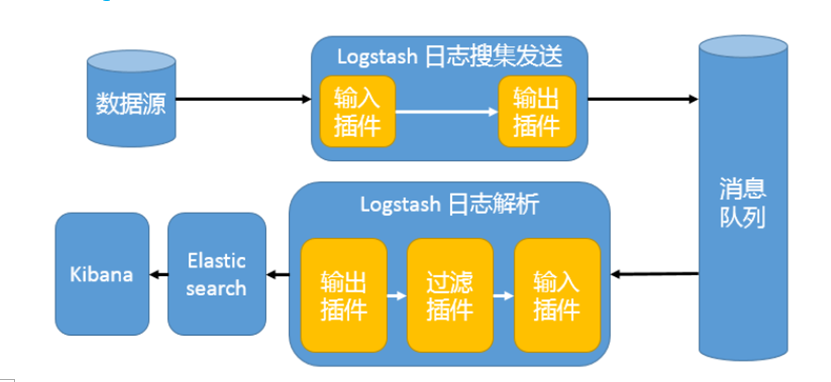 Logstash 日志搜集发送
数据源
输入
插件
输出
插件
消息
队列
Logstash 日志解析
Kibana
Elastic
search
输出
插件
过滤
插件
输入
插件